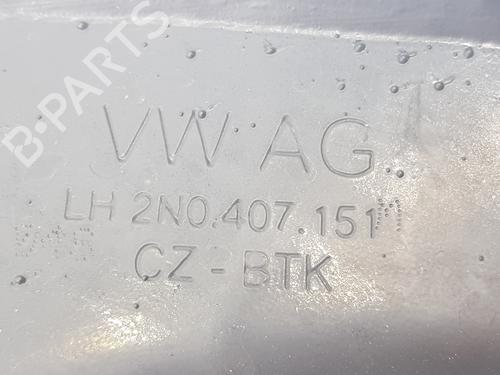 B-PARTS
VW AG
LH 2N0.407.151
CZ - BTK